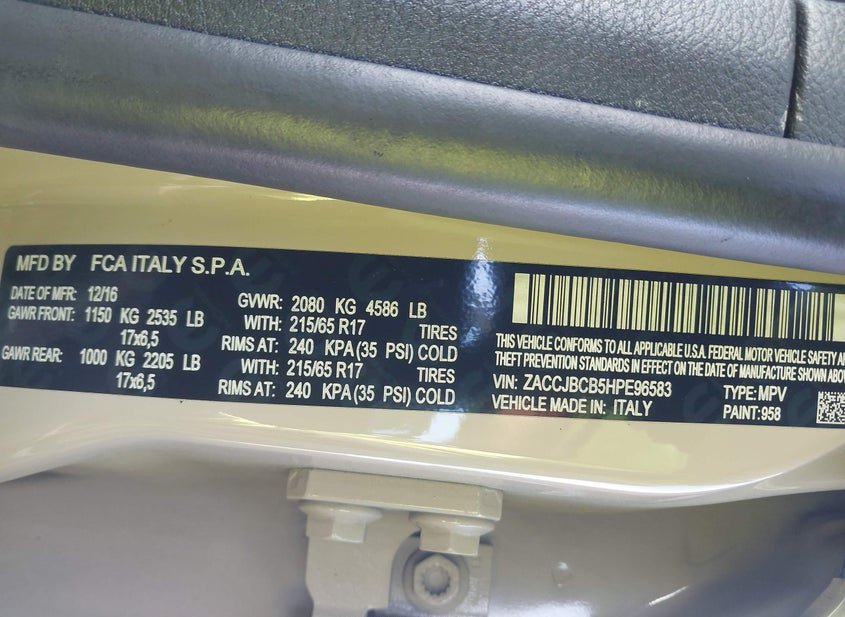 MFD BY FCA ITALY S.P.A.
DATE OF MFR: 12/16 GVWR: 2080 KG 4586 LB
GAWR FRONT: 1150 KG 2535 LB WITH: 215/65 R17 TIRES
17x6,5 RIMS AT: 240 KPA (35 PSI) COLD
GAWR REAR: 1000 KG 2205 LB WITH: 215/65 R17 TIRES
17x6,5 RIMS AT: 240 KPA (35 PSI) COLD
THIS VEHICLE CONFORMS TO ALL APPLICABLE U.S.A. FEDERAL MOTOR VEHICLE SAFETY
THEFT PREVENTION STANDARDS IN EFFECT ON THE DATE OF MANUFACTURE SHOWN
VIN: ZACCJBCB5HPE96583 TYPE: MPV
VEHICLE MADE IN: ITALY PAINT: 958